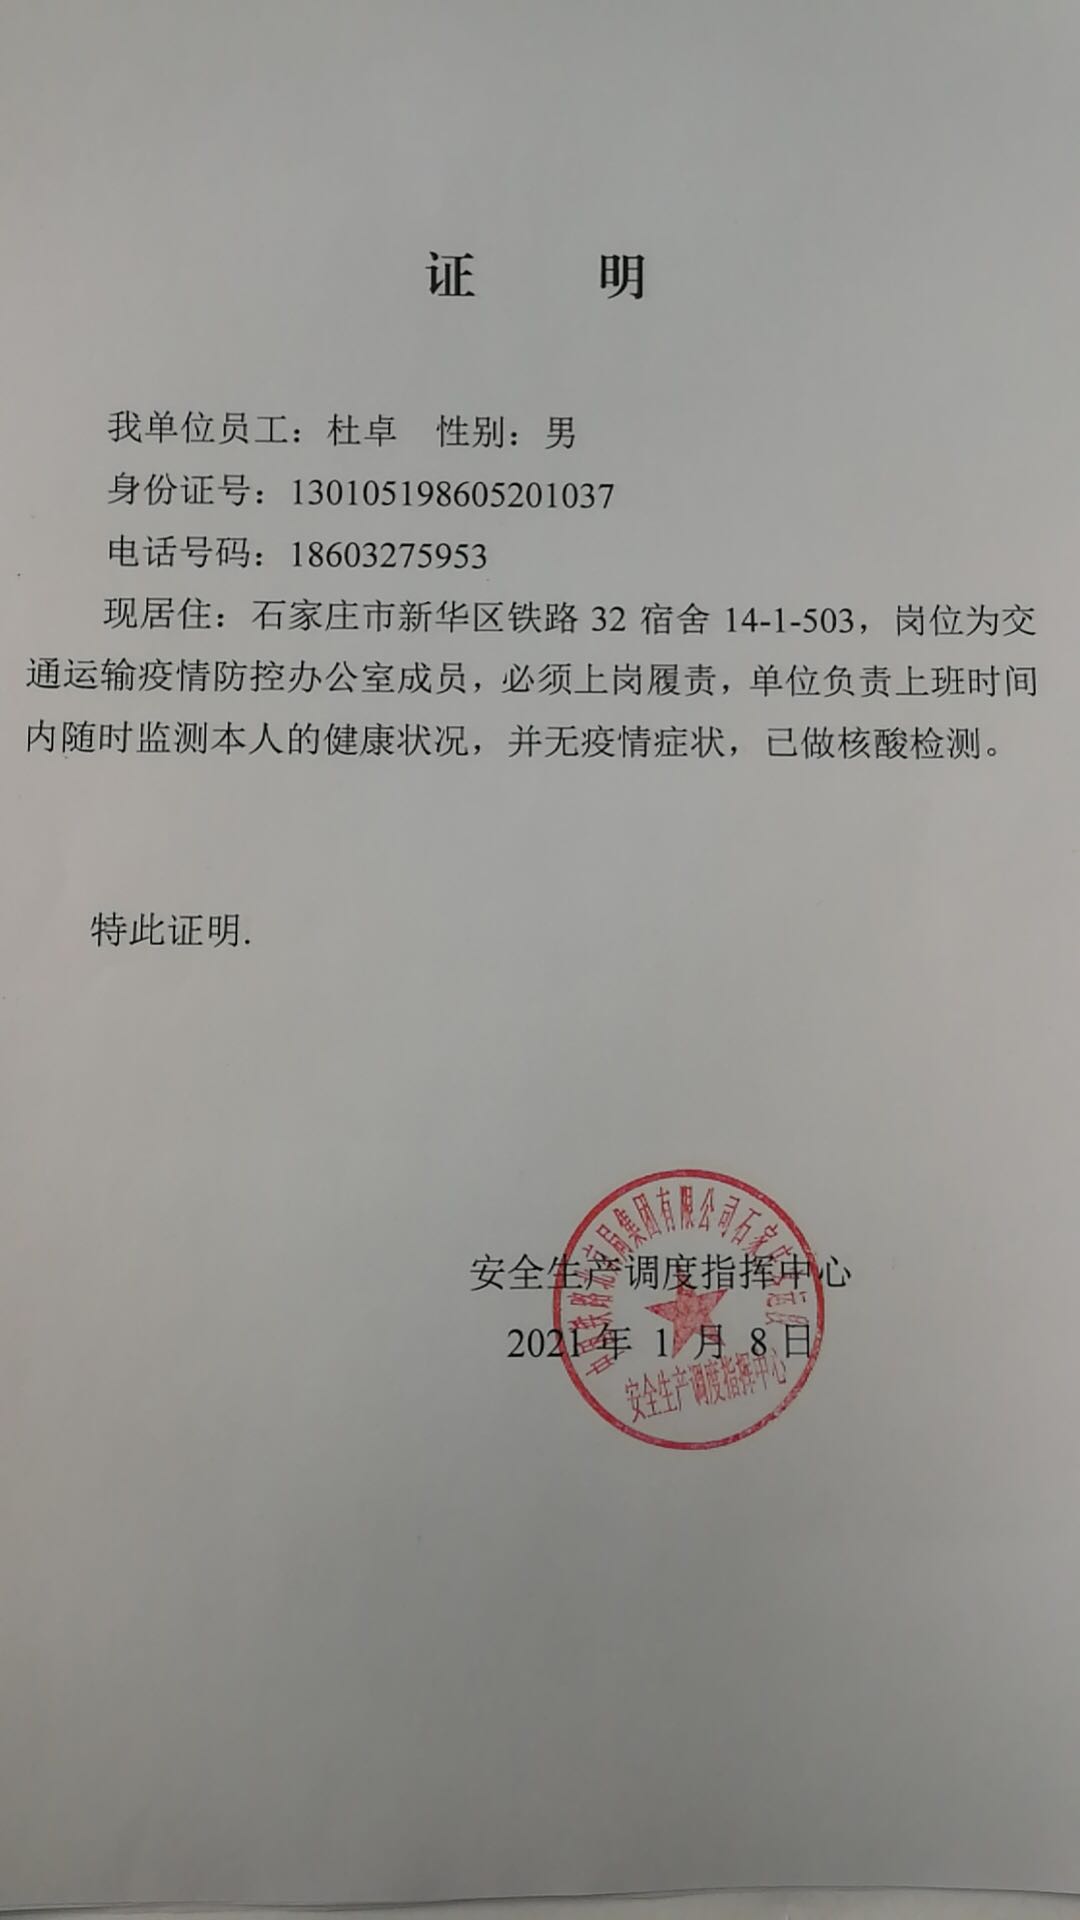 证 明
我单位员工：杜卓 性别：男
身份证号：130105198605201037
电话号码：18603275953
现居住：石家庄市新华区铁路 32 宿舍 14-1-503，岗位为交
通运输疫情防控办公室成员，必须上岗履责，单位负责上班时间
内随时监测本人的健康状况，并无疫情症状，已做核酸检测。
特此证明.
中国铁路北京局集团有限公司石家庄
安全生产调度指挥中心
2021 年 1 月 8 日
安全生产调度指挥中心